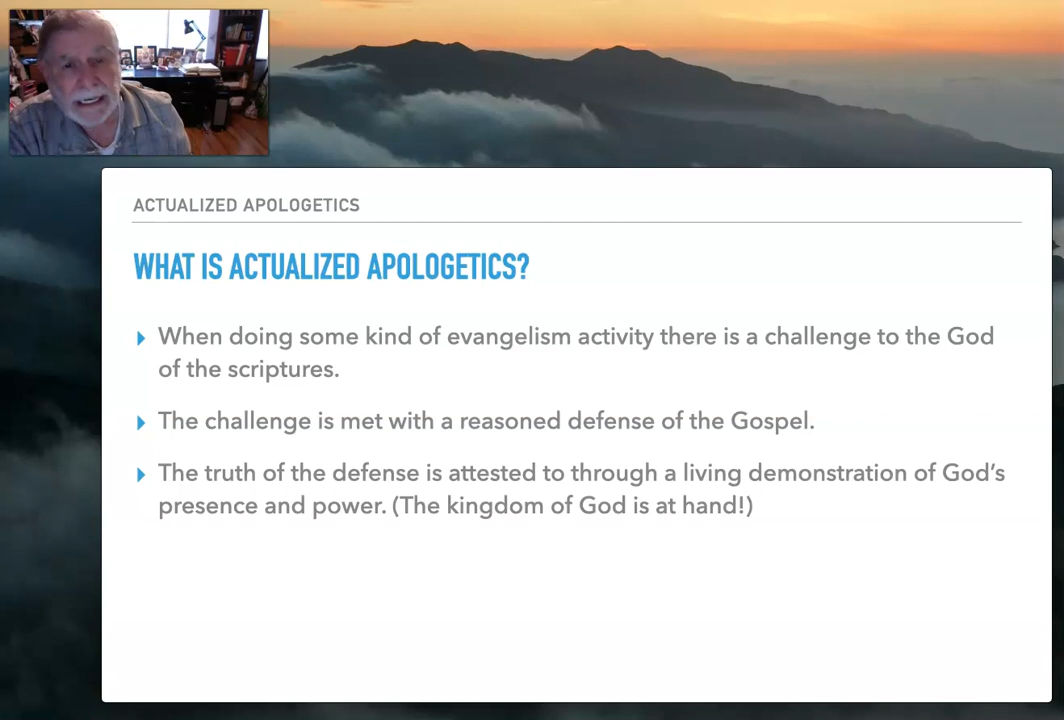 ACTUALIZED APOLOGETICS
WHAT IS ACTUALIZED APOLOGETICS?
When doing some kind of evangelism activity there is a challenge to the God
of the scriptures.
The challenge is met with a reasoned defense of the Gospel.
The truth of the defense is attested to through a living demonstration of God’s
presence and power. (The kingdom of God is at hand!)